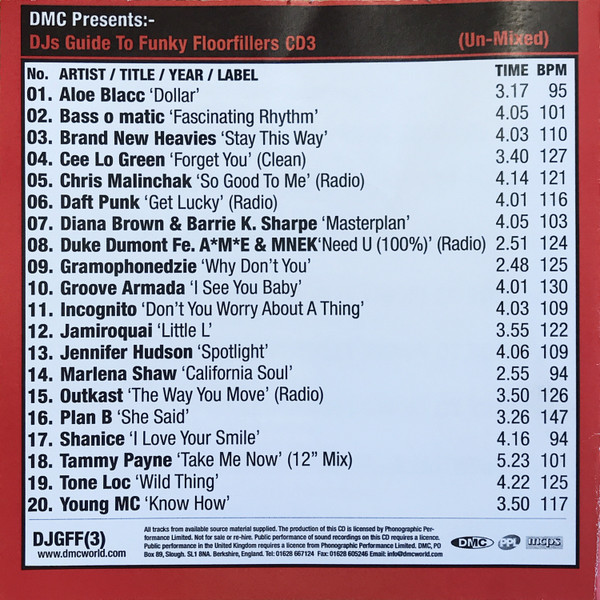 DMC Presents:-
DJs Guide To Funky Floorfillers CD3 (Un-Mixed)
No. ARTIST / TITLE / YEAR / LABEL TIME BPM
01. Aloe Blacc ‘Dollar’ 3.17 95
02. Bass o matic ‘Fascinating Rhythm’ 4.05 101
03. Brand New Heavies ‘Stay This Way’ 4.03 110
04. Cee Lo Green ‘Forget You’ (Clean) 3.40 127
05. Chris Malinchak ‘So Good To Me’ (Radio) 4.14 121
06. Daft Punk ‘Get Lucky’ (Radio) 4.01 116
07. Diana Brown & Barrie K. Sharpe ‘Masterplan’ 4.05 103
08. Duke Dumont Fe. A*M*E & MNEK‘Need U (100%)’ (Radio) 2.51 124
09. Gramophonedzie ‘Why Don’t You’ 2.48 125
10. Groove Armada ‘I See You Baby’ 4.01 130
11. Incognito ‘Don’t You Worry About A Thing’ 4.03 109
12. Jamiroquai ‘Little L’ 3.55 122
13. Jennifer Hudson ‘Spotlight’ 4.06 109
14. Marlena Shaw ‘California Soul’ 2.55 94
15. Outkast ‘The Way You Move’ (Radio) 3.50 126
16. Plan B ‘She Said’ 3.26 147
17. Shanice ‘I Love Your Smile’ 4.16 94
18. Tammy Payne ‘Take Me Now’ (12” Mix) 5.23 101
19. Tone Loc ‘Wild Thing’ 4.22 125
20. Young MC ‘Know How’ 3.50 117
DJGFF(3)
www.dmcworld.com
All tracks from available source material supplied. The production of this CD is licensed by Phonographic Per-
formance Limited. Not for sale or re-hire. Public performance of sound recordings on this CD requires a licence.
Public performance in the United Kingdom requires a licence from Phonographic Performance Limited. DMC, PO
Box 89, Slough. SL1 8NA. Berkshire, England. Tel: 01628 667124 Fax: 01628 605246 Email: info@dmcworld.com
DMC PPL mcps